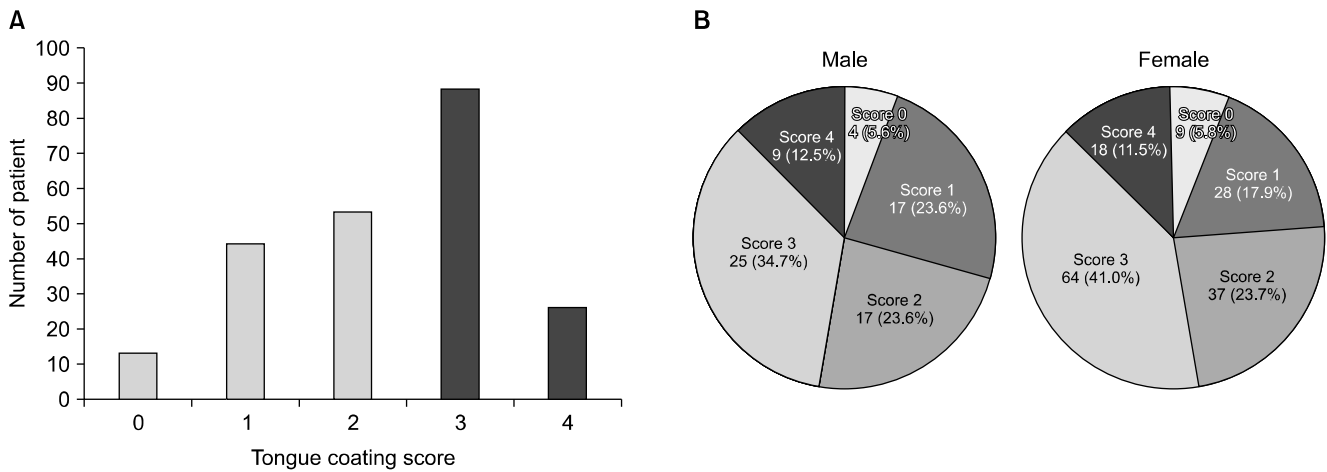 A
Number of patient
100
90
80
70
60
50
40
30
20
10
0
0 1 2 3 4
Tongue coating score
B
Male
Score 0
4 (5.6%)
Score 1
17 (23.6%)
Score 2
17 (23.6%)
Score 3
25 (34.7%)
Score 4
9 (12.5%)
Female
Score 0
9 (5.8%)
Score 1
28 (17.9%)
Score 2
37 (23.7%)
Score 3
64 (41.0%)
Score 4
18 (11.5%)